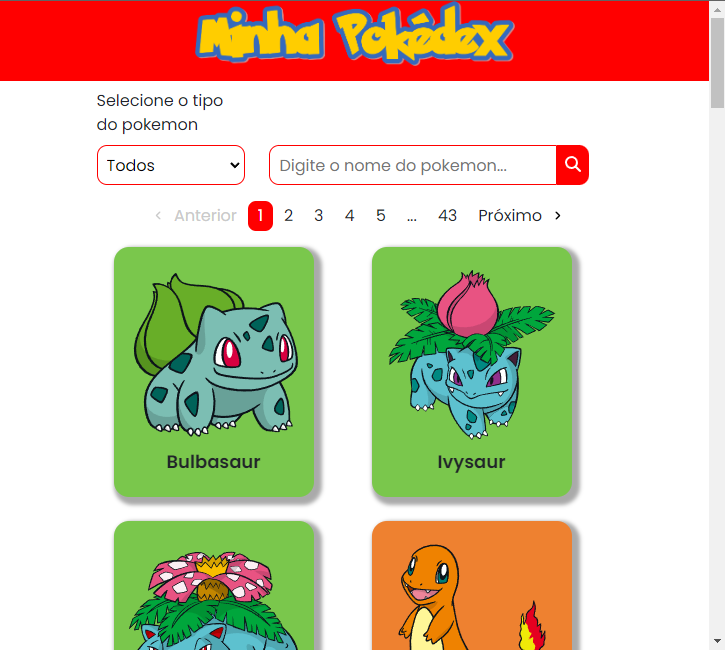 Minha Pokédex
Selecione o tipo
do pokemon
Todos
Digite o nome do pokemon...
‹ Anterior 1 2 3 4 5 ... 43 Próximo ›
Bulbasaur
Ivysaur